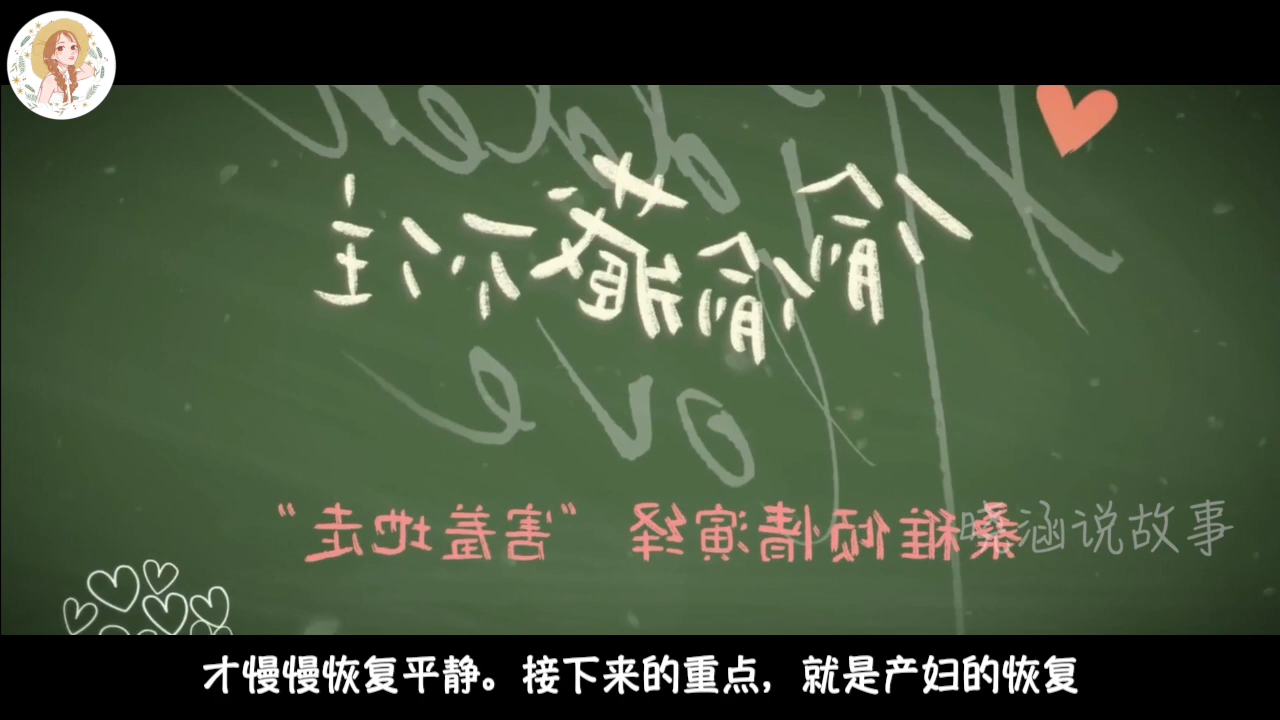 Hidden
偷偷藏不住
Love
桑稚倾情演绎 “害羞地走”
晓涵说故事
才慢慢恢复平静。接下来的重点，就是产妇的恢复